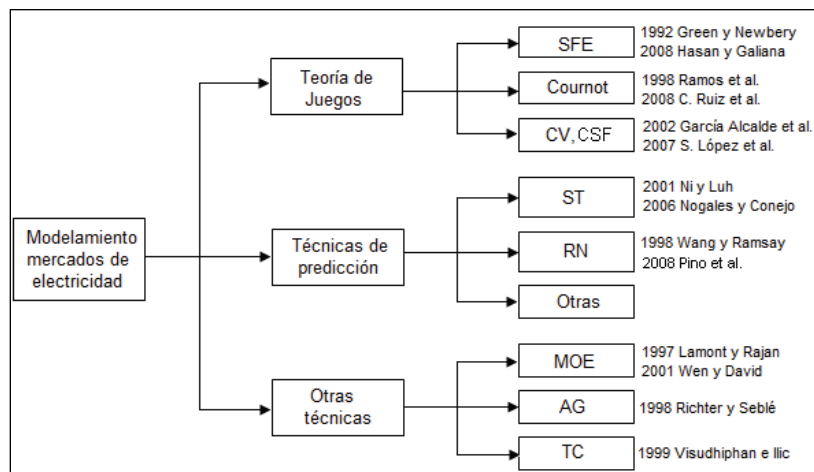 Modelamiento
mercados de
electricidad
Teoría de
Juegos
SFE
1992 Green y Newbery
2008 Hasan y Galiana
Cournot
1998 Ramos et al.
2008 C. Ruiz et al.
CV, CSF
2002 García Alcalde et al.
2007 S. López et al.
Técnicas de
predicción
ST
2001 Ni y Luh
2006 Nogales y Conejo
RN
1998 Wang y Ramsay
2008 Pino et al.
Otras
Otras
técnicas
MOE
1997 Lamont y Rajan
2001 Wen y David
AG
1998 Richter y Seblé
TC
1999 Visudhiphan e Ilic